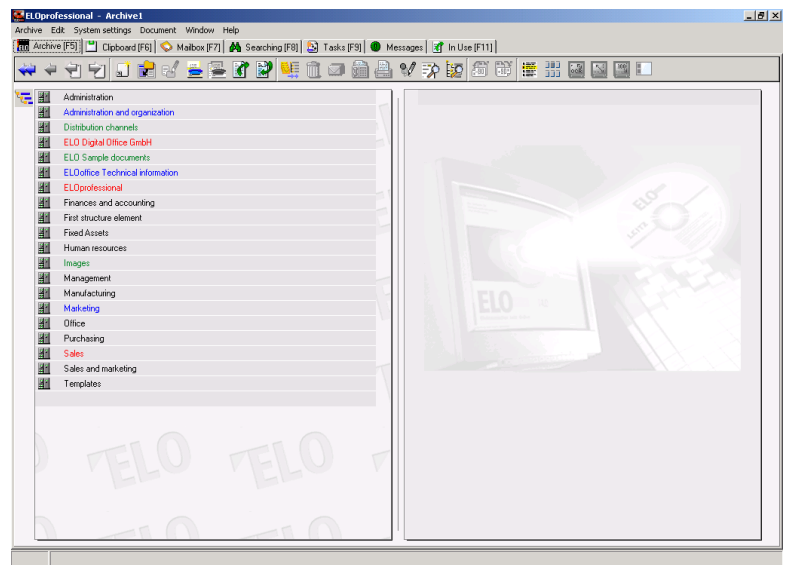 ELOprofessional - Archive1
Archive Edit System settings Document Window Help
Archive [F5] Clipboard [F6] Mailbox [F7] Searching [F8] Tasks [F9] Messages In Use [F11]
Administration
Administration and organization
Distribution channels
ELO Digital Office GmbH
ELO Sample documents
ELOoffice Technical information
ELOprofessional
Finances and accounting
First structure element
Fixed Assets
Human resources
Images
Management
Manufacturing
Marketing
Office
Purchasing
Sales
Sales and marketing
Templates
ELO
LEITZ
ELO
ELO ELO